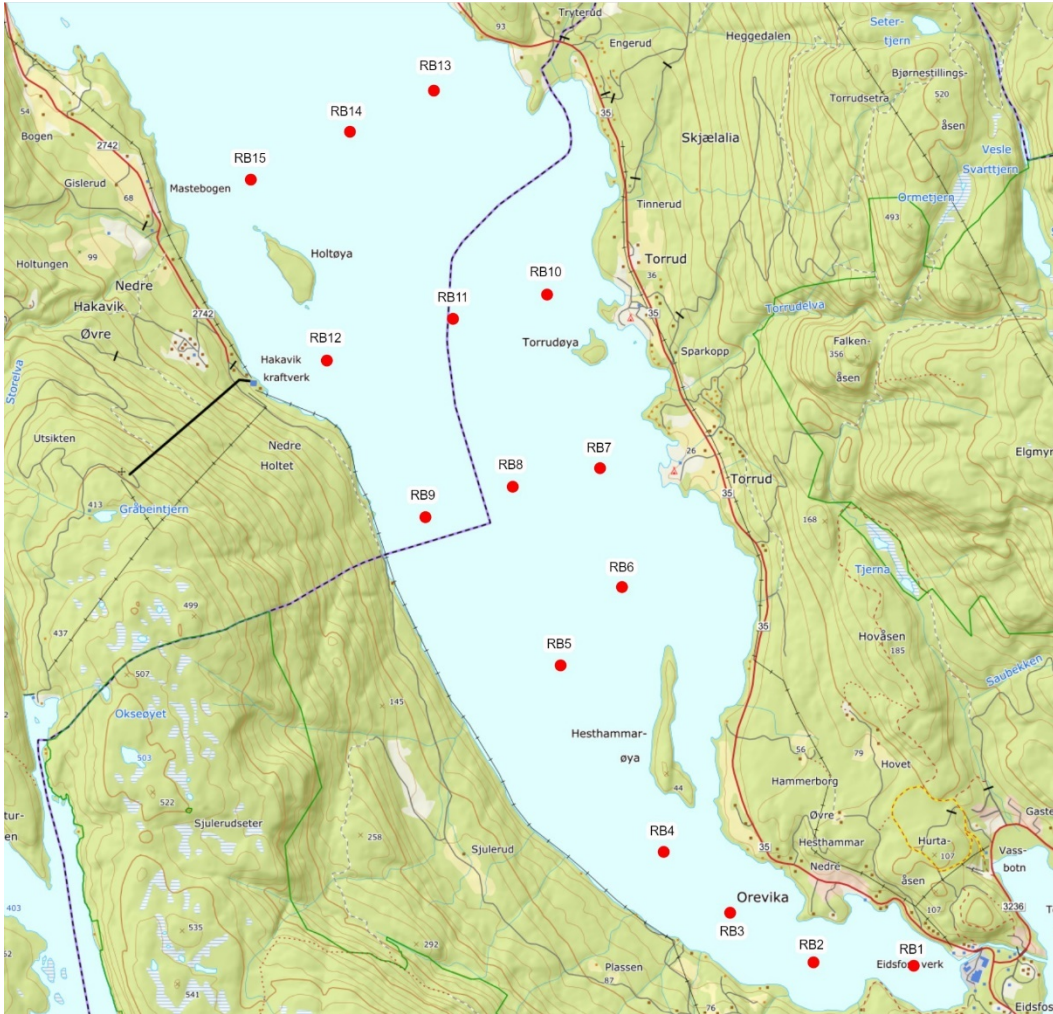 93
Tryterud
Engerud
Heggedalen
Seter-
tjern
RB13
Bjørnestillings-
520
åsen
Torrudsetra
54
Bogen
2742
RB14
35
Skjælalia
Vesle
Svarttjern
RB15
Mastebogen
Gislerud
68
Tinnerud
Ormetjern
493
Holtøya
99
Holtungen
Nedre
Hakavik
Øvre
2742
Torrud
36
RB10
RB11
35
Torrudelva
Torrudøya
Sparkopp
Falken-
356
åsen
RB12
Hakavik
kraftverk
Storelva
Utsikten
Nedre
Holtet
26
Elgmyr
RB7
RB8
Torrud
35
413
Gråbeintjern
RB9
168
Tjerna
RB6
499
437
35
Hovåsen
185
RB5
Saubekken
507
Okseøyet
145
Hesthammar-
øya
56
79
Hovet
503
44
Hammerborg
522
Sjulerudseter
Øvre
Hesthammar
Nedre
Hurta-
107
åsen
Gaste
Vass-
botn
258
Sjulerud
RB4
35
403
Orevika
107
3236
RB3
535
292
RB2
RB1
Eidsfoss verk
Plassen
87
541
76
Eidsfos